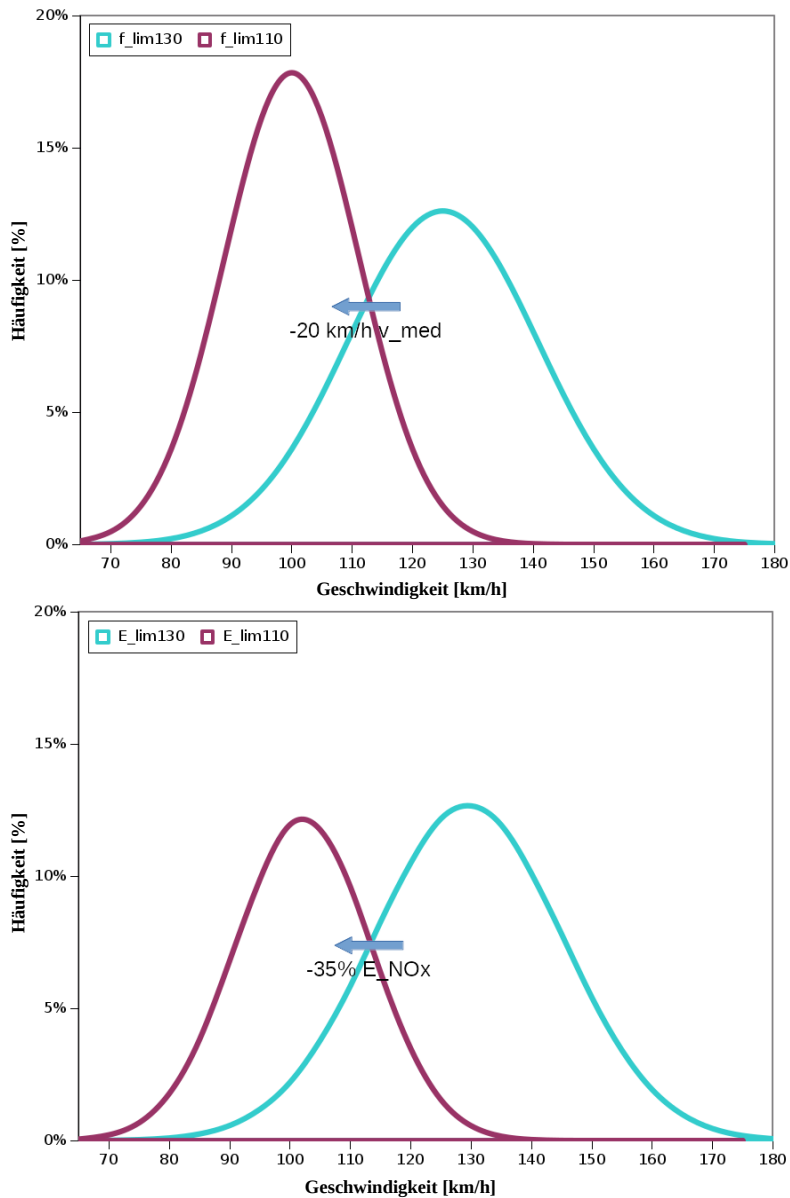 20%
f_lim130 f_lim110
15%
10%
5%
0%
Häufigkeit [%]
-20 km/h v_med
70 80 90 100 110 120 130 140 150 160 170 180
Geschwindigkeit [km/h]
20%
E_lim130 E_lim110
15%
10%
5%
0%
Häufigkeit [%]
-35% E_NOx
70 80 90 100 110 120 130 140 150 160 170 180
Geschwindigkeit [km/h]